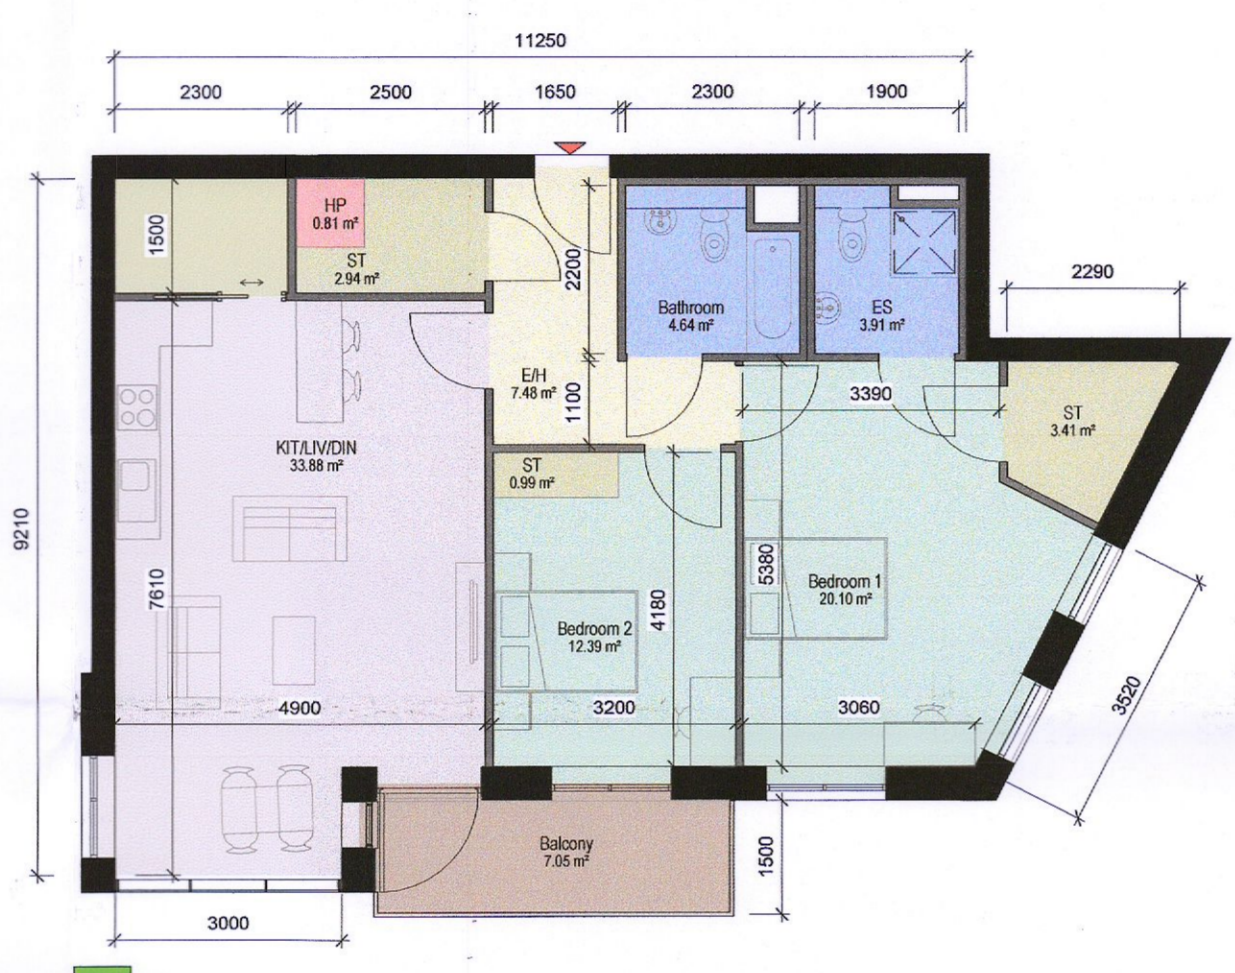 11250
2300
2500
1650
2300
1900
HP
0.81 m²
ST
2.94 m²
1500
2200
Bathroom
4.64 m²
ES
3.91 m²
2290
E/H
7.48 m²
1100
3390
ST
3.41 m²
KIT/LIV/DIN
33.88 m²
ST
0.99 m²
9210
7610
5380
Bedroom 1
20.10 m²
4180
Bedroom 2
12.39 m²
4900
3200
3060
3520
Balcony
7.05 m²
1500
3000